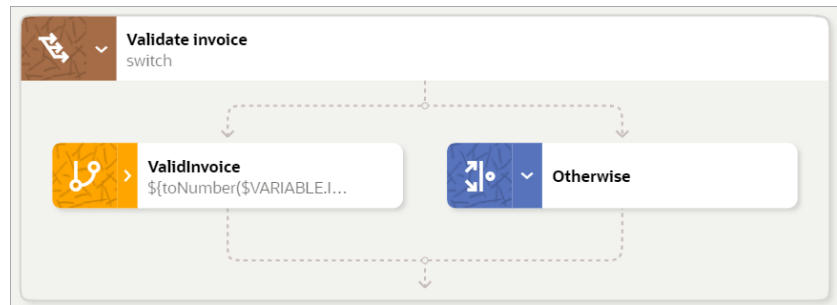 Validate invoice
switch
ValidInvoice
${toNumber($VARIABLE.I...
Otherwise